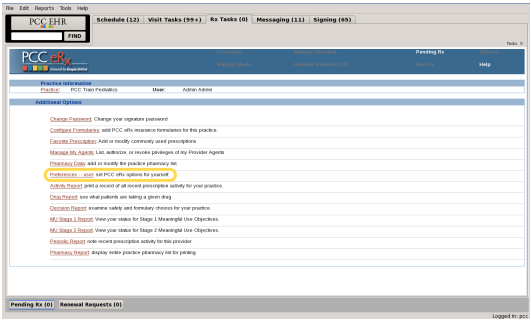 File Edit Reports Tools Help
PCC EHR
FIND
Schedule (12) Visit Tasks (99+) Rx Tasks (0) Messaging (11) Signing (65)
Tasks: 0
PCC eRx
Pending Rx
Manage Meds
Help
Practice Information
Practice: PCC Train Pediatrics User: Admin Admin
Additional Options
Change Password: Change your signature password
Configure Formularies: add PCC eRx insurance formularies for this practice.
Favorite Prescription: Add or modify commonly used prescriptions.
Manage My Agents: List, authorize, or revoke privileges of my Provider Agents
Pharmacy Data: add or modify the practice pharmacy list.
Preferences -- user: set PCC eRx options for yourself
Activity Report: print a record of all recent prescription activity for your practice.
Drug Report: see what patients are taking a given drug.
Decision Report: examine safety and formulary choices for your practice.
MU Stage 1 Report: View your status for Stage 1 Meaningful Use Objectives.
MU Stage 2 Report: View your status for Stage 2 Meaningful Use Objectives.
Periodic Report: note recent prescription activity for this provider.
Pharmacy Report: display entire practice pharmacy list for printing.
Pending Rx (0) Renewal Requests (0)
Logged in: pcc